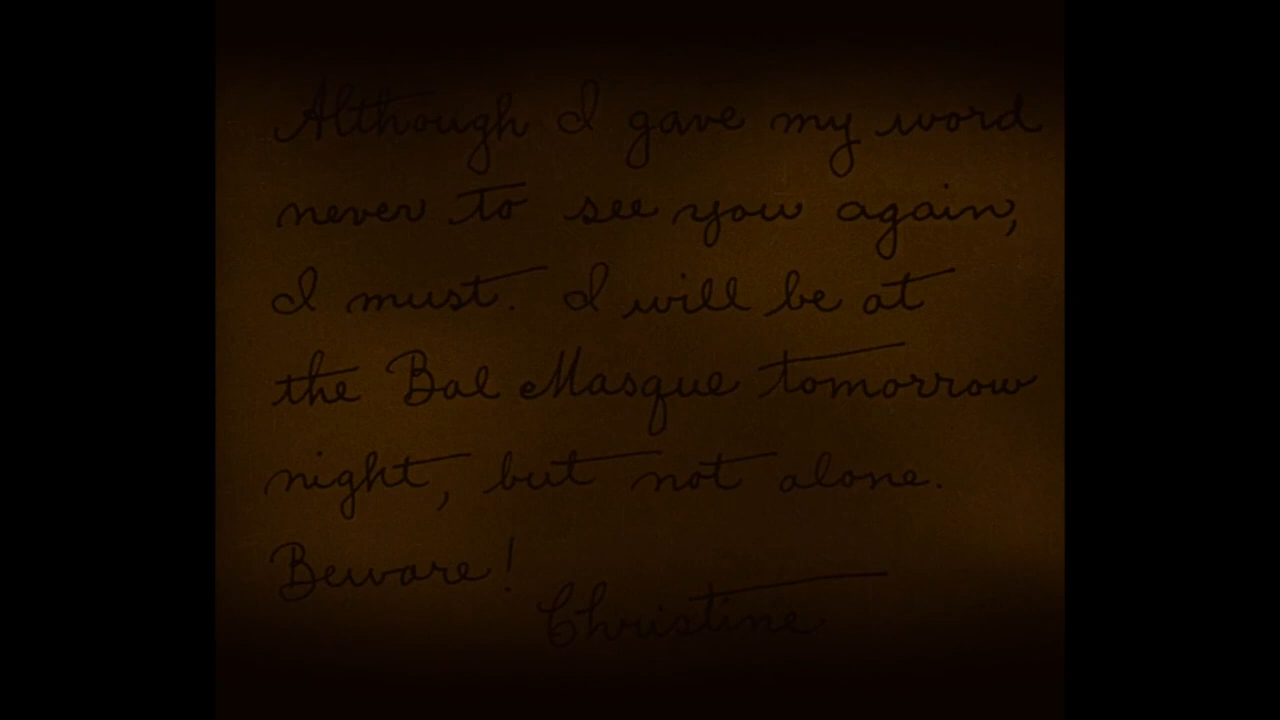 Although I gave my word
never to see you again,
I must. I will be at
the Bal Masque tomorrow
night, but not alone.
Beware!
Christine